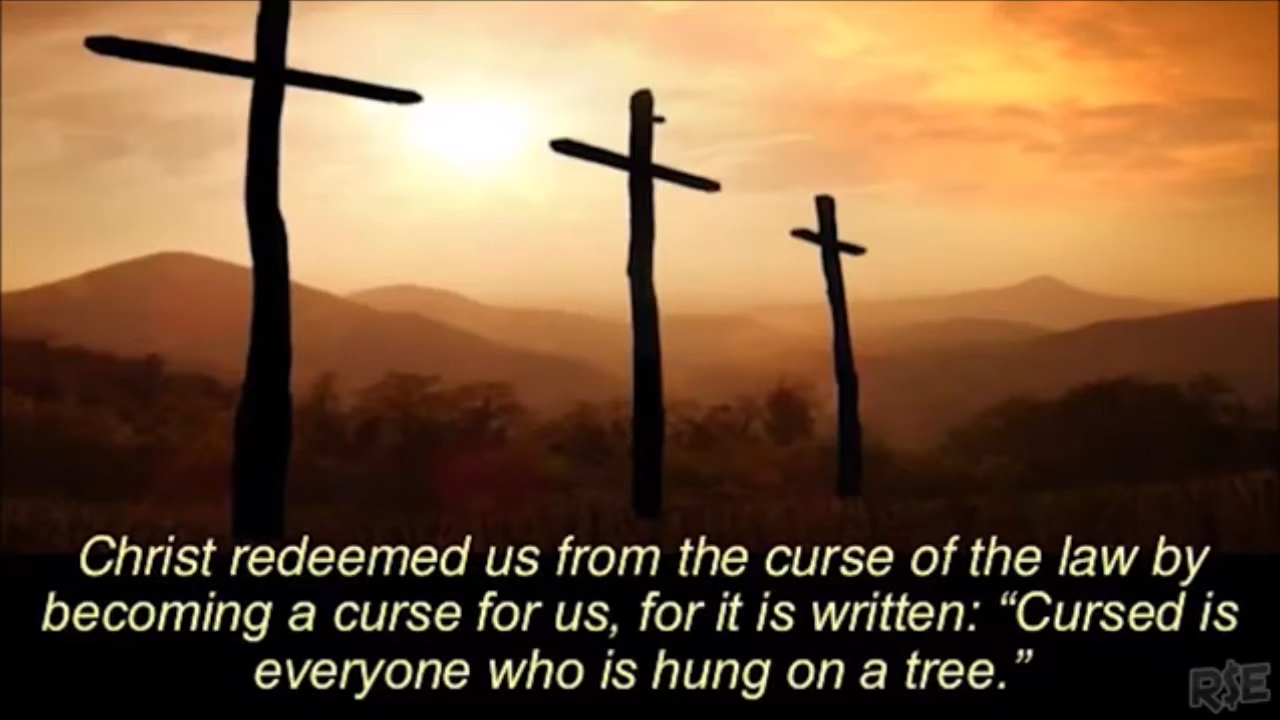 Christ redeemed us from the curse of the law by
becoming a curse for us, for it is written: “Cursed is
everyone who is hung on a tree.”
R$E